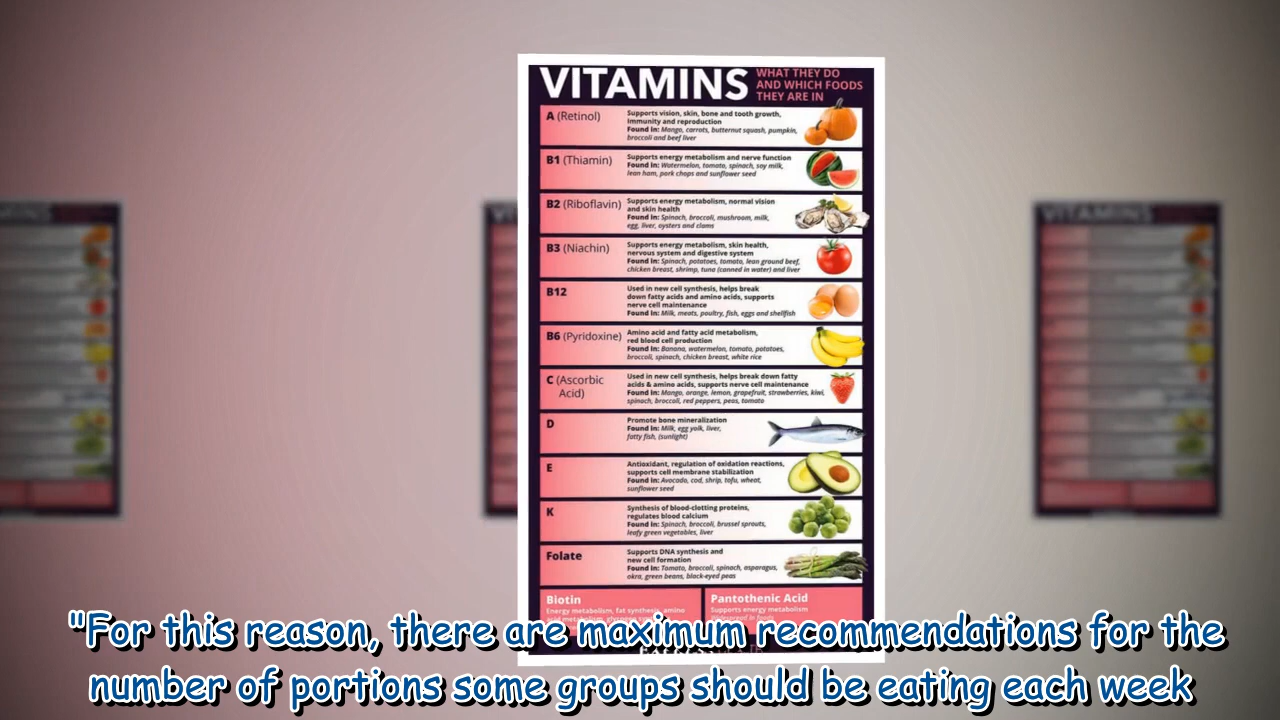 VITAMINS
WHAT THEY DO
AND WHICH FOODS
THEY ARE IN
A (Retinol)
Supports vision, skin, bone and tooth growth,
immunity and reproduction
Found In: Mango, carrots, butternut squash, pumpkin,
broccoli and beef liver
B1 (Thiamin)
Supports energy metabolism and nerve function
Found In: Watermelon, tomato, spinach, soy milk,
lean ham, pork chops and sunflower seed
B2 (Riboflavin)
Supports energy metabolism, normal vision
and skin health
Found In: Spinach, broccoli, mushroom, milk,
egg, liver, oysters and clams
B3 (Niachin)
Supports energy metabolism, skin health,
nervous system and digestive system
Found In: Spinach, potatoes, tomato, lean ground beef,
chicken breast, shrimp, tuna (canned in water) and liver
B12
Used in new cell synthesis, helps break
down fatty acids and amino acids, supports
nerve cell maintenance
Found In: Milk, meats, poultry, fish, eggs and shellfish
B6 (Pyridoxine)
Amino acid and fatty acid metabolism,
red blood cell production
Found In: Banana, watermelon, tomato, potatoes,
broccoli, spinach, chicken breast, white rice
C (Ascorbic
Acid)
Used in new cell synthesis, helps break down fatty
acids & amino acids, supports nerve cell maintenance
Found In: Mango, orange, lemon, grapefruit, strawberries, kiwi,
spinach, broccoli, red peppers, peas, tomato
D
Promote bone mineralization
Found In: Milk, egg yolk, liver,
fatty fish, (sunlight)
E
Antioxidant, regulation of oxidation reactions,
supports cell membrane stabilization
Found In: Avocado, cod, shrip, tofu, wheat,
sunflower seed
K
Synthesis of blood-clotting proteins,
regulates blood calcium
Found In: Spinach, broccoli, brussel sprouts,
leafy green vegetables, liver
Folate
Supports DNA synthesis and
new cell formation
Found In: Tomato, broccoli, spinach, asparagus,
okra, green beans, black-eyed peas
Biotin
Energy metabolism, fat synthesis, amino
Pantothenic Acid
Supports energy metabolism
"For this reason, there are maximum recommendations for the
number of portions some groups should be eating each week
VITAMINS